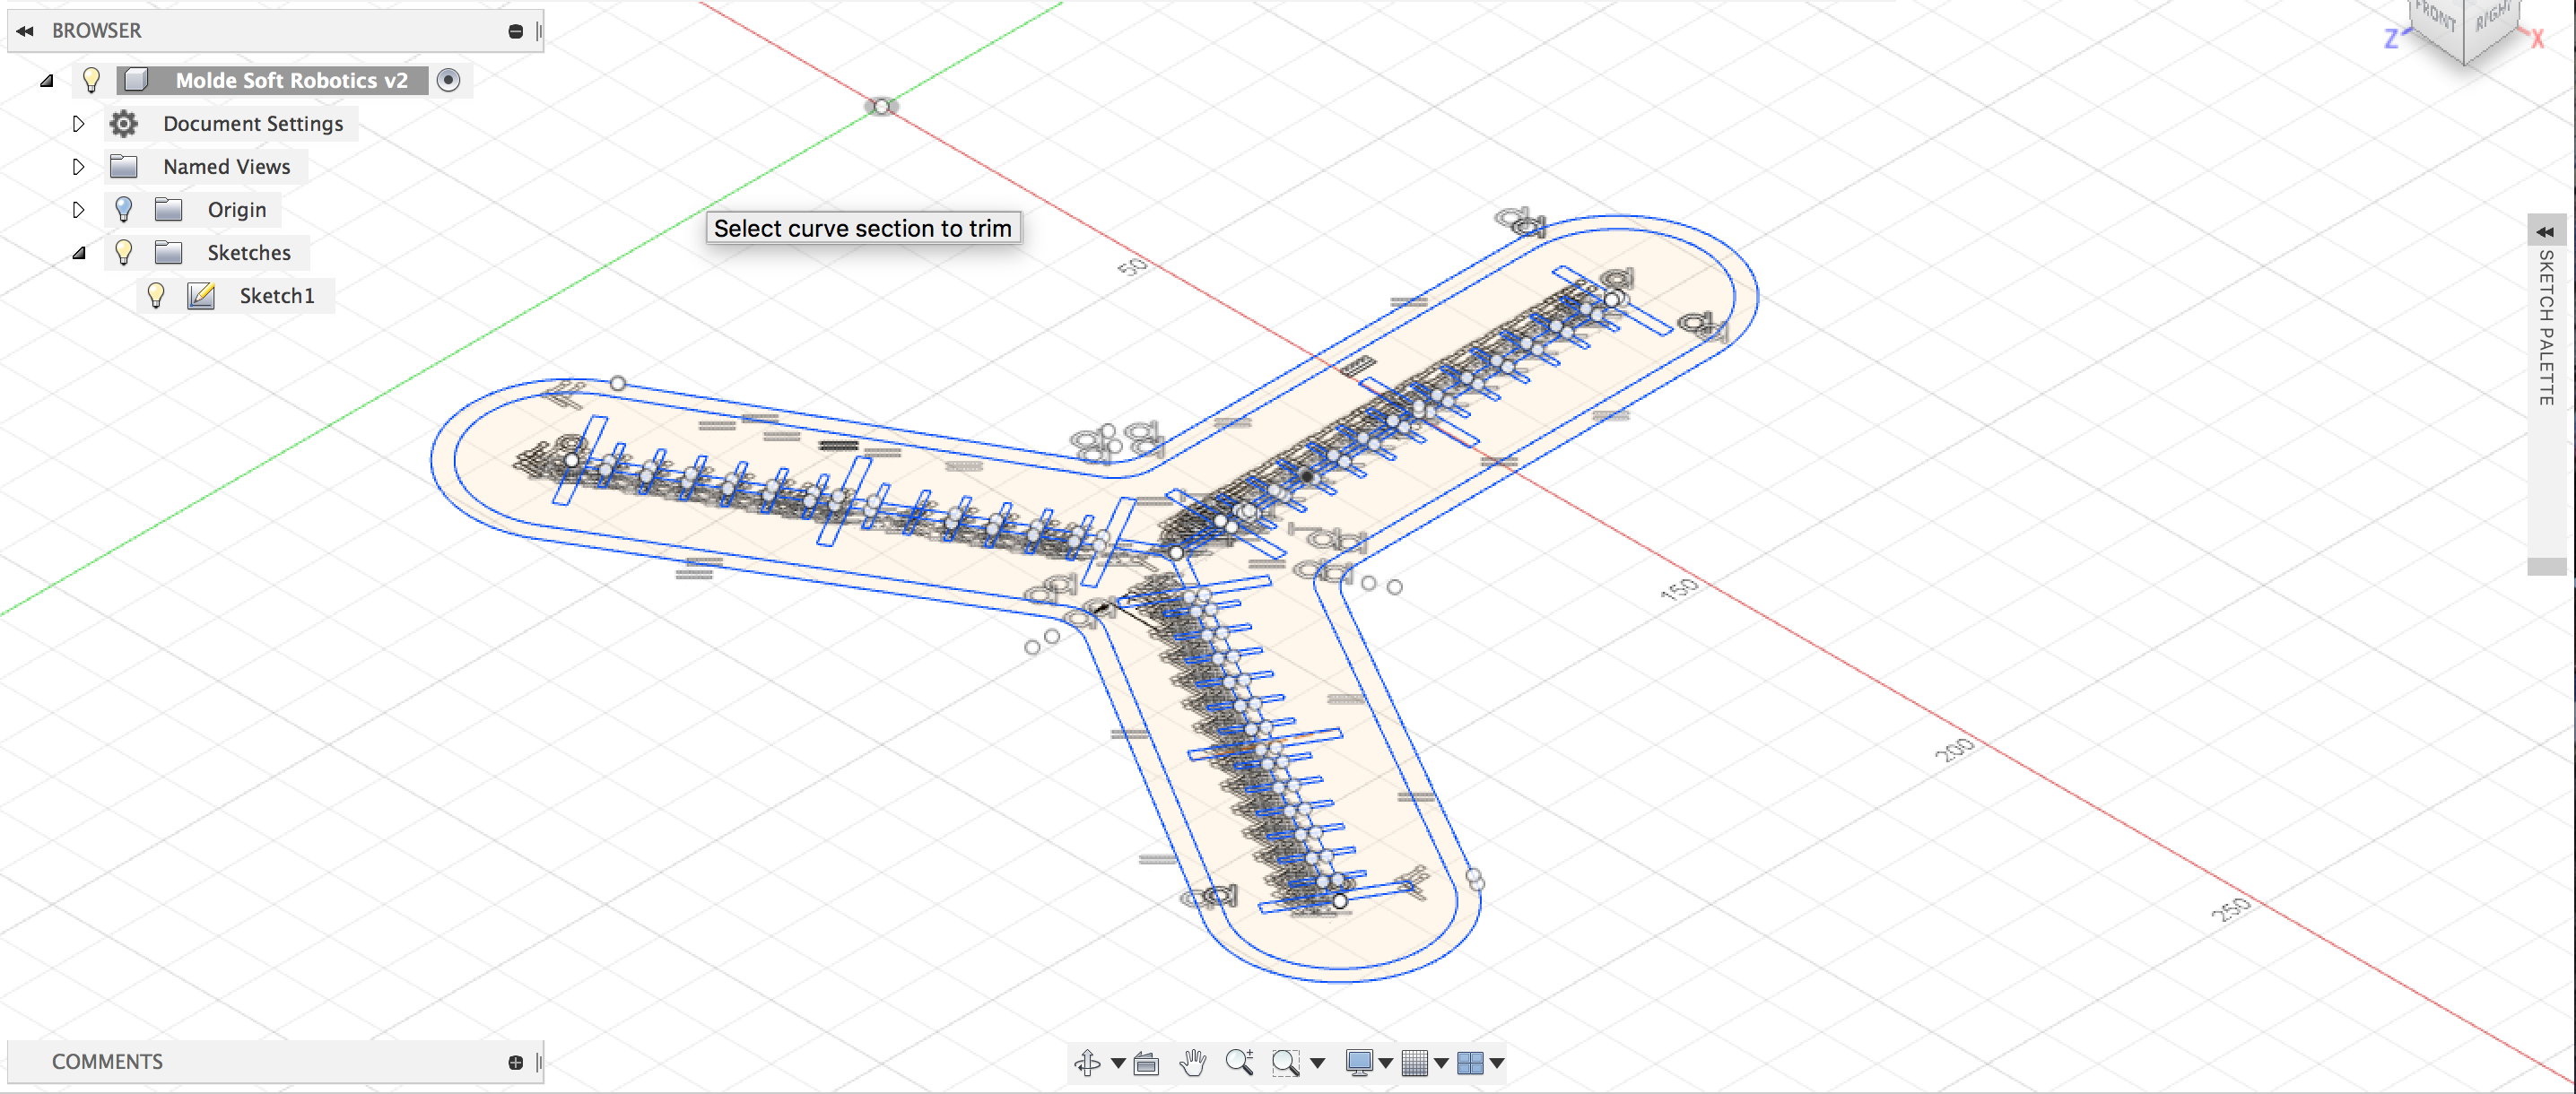 BROWSER
Molde Soft Robotics v2
Document Settings
Named Views
Origin
Sketches
Sketch1
Select curve section to trim
FRONT
RIGHT
Z
X
50
150
200
250
SKETCH PALETTE
COMMENTS